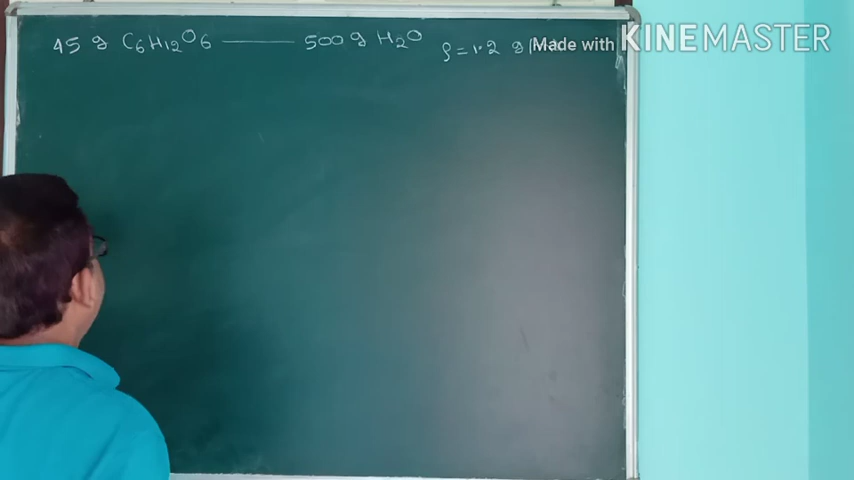 45 g C6H12O6 —— 500 g H2O ρ = 1.2 g
Made with KINEMASTER